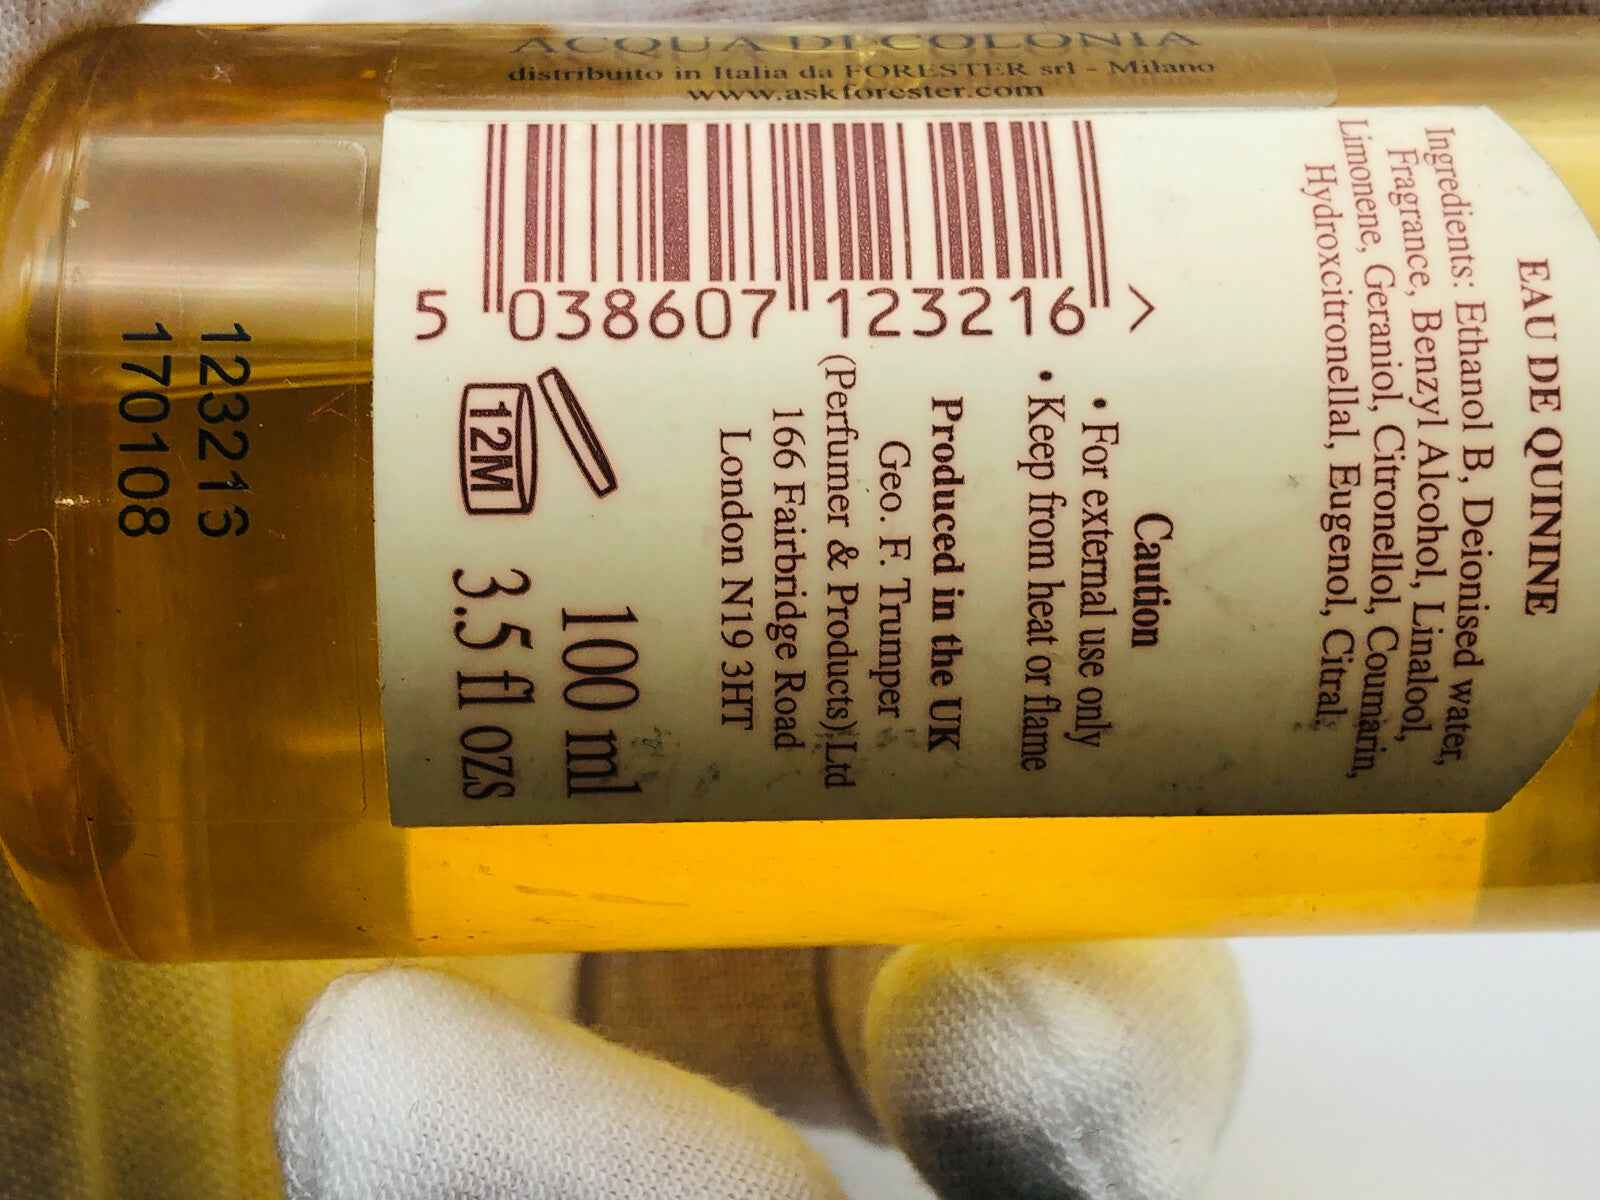 ACQUA DI COLONIA
distribuito in Italia da FORESTER srl - Milano
www.askforester.com
EAU DE QUININE
Ingredients: Ethanol B, Deionised water,
Fragrance, Benzyl Alcohol, Linalool,
Limonene, Geraniol, Citronellol, Coumarin,
Hydroxcitronellal, Eugenol, Citral.
Caution
• For external use only
• Keep from heat or flame
Produced in the UK
Geo. F. Trumper
(Perfumer & Products) Ltd
166 Fairbridge Road
London N19 3HT
100 ml
12M 3.5 fl ozs
5 038607 123216 >
123216
170108